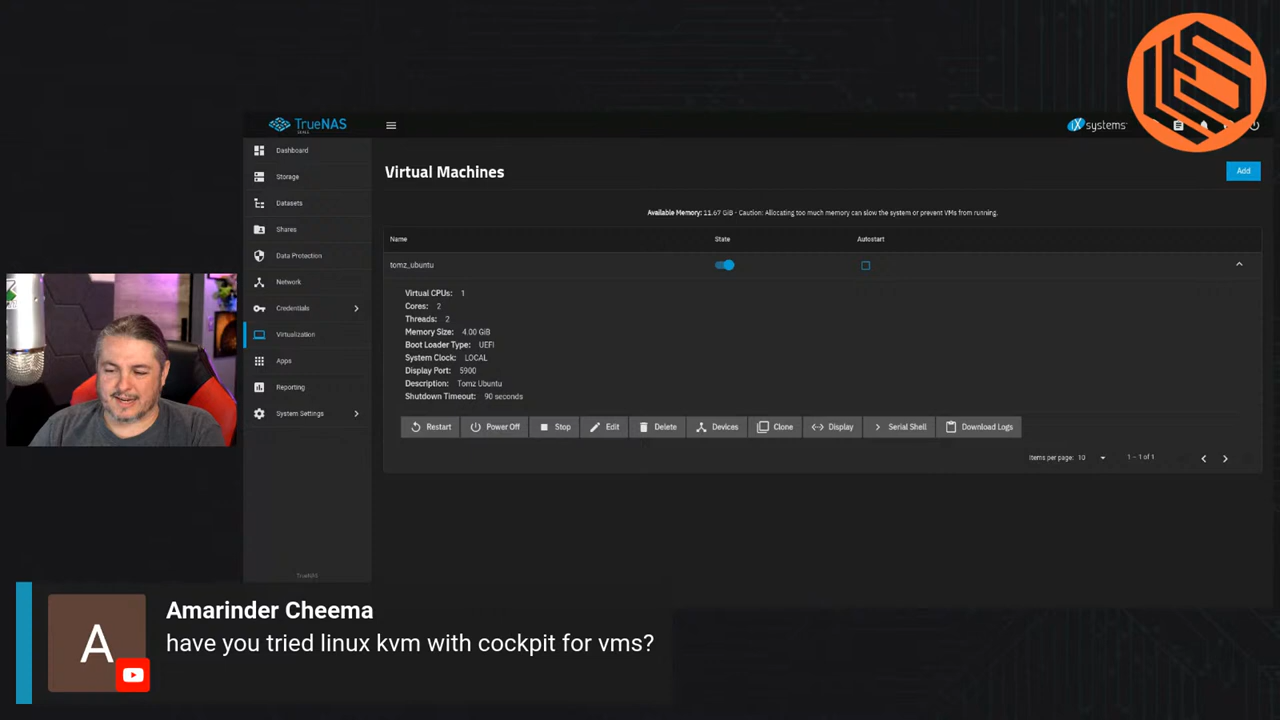 TrueNAS
iXsystems
Dashboard
Storage
Datasets
Shares
Data Protection
Network
Credentials
Virtualization
Apps
Reporting
System Settings
TrueNAS
Virtual Machines
Add
Available Memory: 11.67 GiB - Caution: Allocating too much memory can slow the system or prevent VMs from running.
Name State Autostart
tomz_ubuntu
Virtual CPUs: 1
Cores: 2
Threads: 2
Memory Size: 4.00 GiB
Boot Loader Type: UEFI
System Clock: LOCAL
Display Port: 5900
Description: Tomz Ubuntu
Shutdown Timeout: 90 seconds
Restart Power Off Stop Edit Delete Devices Clone Display Serial Shell Download Logs
Items per page: 10 1 – 1 of 1
A
Amarinder Cheema
have you tried linux kvm with cockpit for vms?